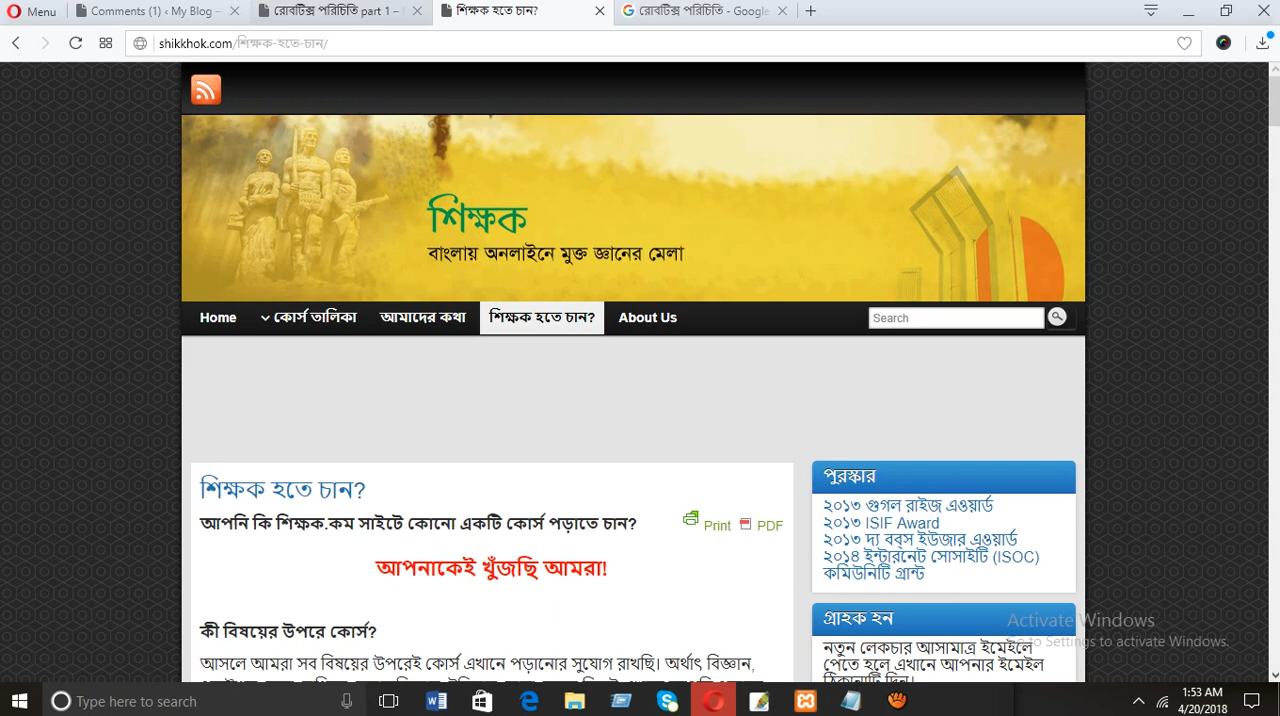 Menu
Comments (1) ‹ My Blog –
রোবটিক্স পরিচিতি part 1 –
শিক্ষক হতে চান?
রোবটিক্স পরিচিতি - Google
shikkhok.com/শিক্ষক-হতে-চান/
শিক্ষক
বাংলায় অনলাইনে মুক্ত জ্ঞানের মেলা
Home
কোর্স তালিকা
আমাদের কথা
শিক্ষক হতে চান?
About Us
Search
শিক্ষক হতে চান?
আপনি কি শিক্ষক.কম সাইটে কোনো একটি কোর্স পড়াতে চান?
Print
PDF
আপনাকেই খুঁজছি আমরা!
কী বিষয়ের উপরে কোর্স?
আসলে আমরা সব বিষয়ের উপরেই কোর্স এখানে পড়ানোর সুযোগ রাখছি। অর্থাৎ বিজ্ঞান,
পুরস্কার
২০১৩ গুগল রাইজ এওয়ার্ড
২০১৩ ISIF Award
২০১৩ দ্য ববস ইউজার এওয়ার্ড
২০১৪ ইন্টারনেট সোসাইটি (ISOC)
কমিউনিটি গ্রান্ট
গ্রাহক হন
নতুন লেকচার আসামাত্র ইমেইলে
পেতে হলে এখানে আপনার ইমেইল
ঠিকানাটি দিন।
Activate Windows
Go to Settings to activate Windows.
Type here to search
1:53 AM
4/20/2018